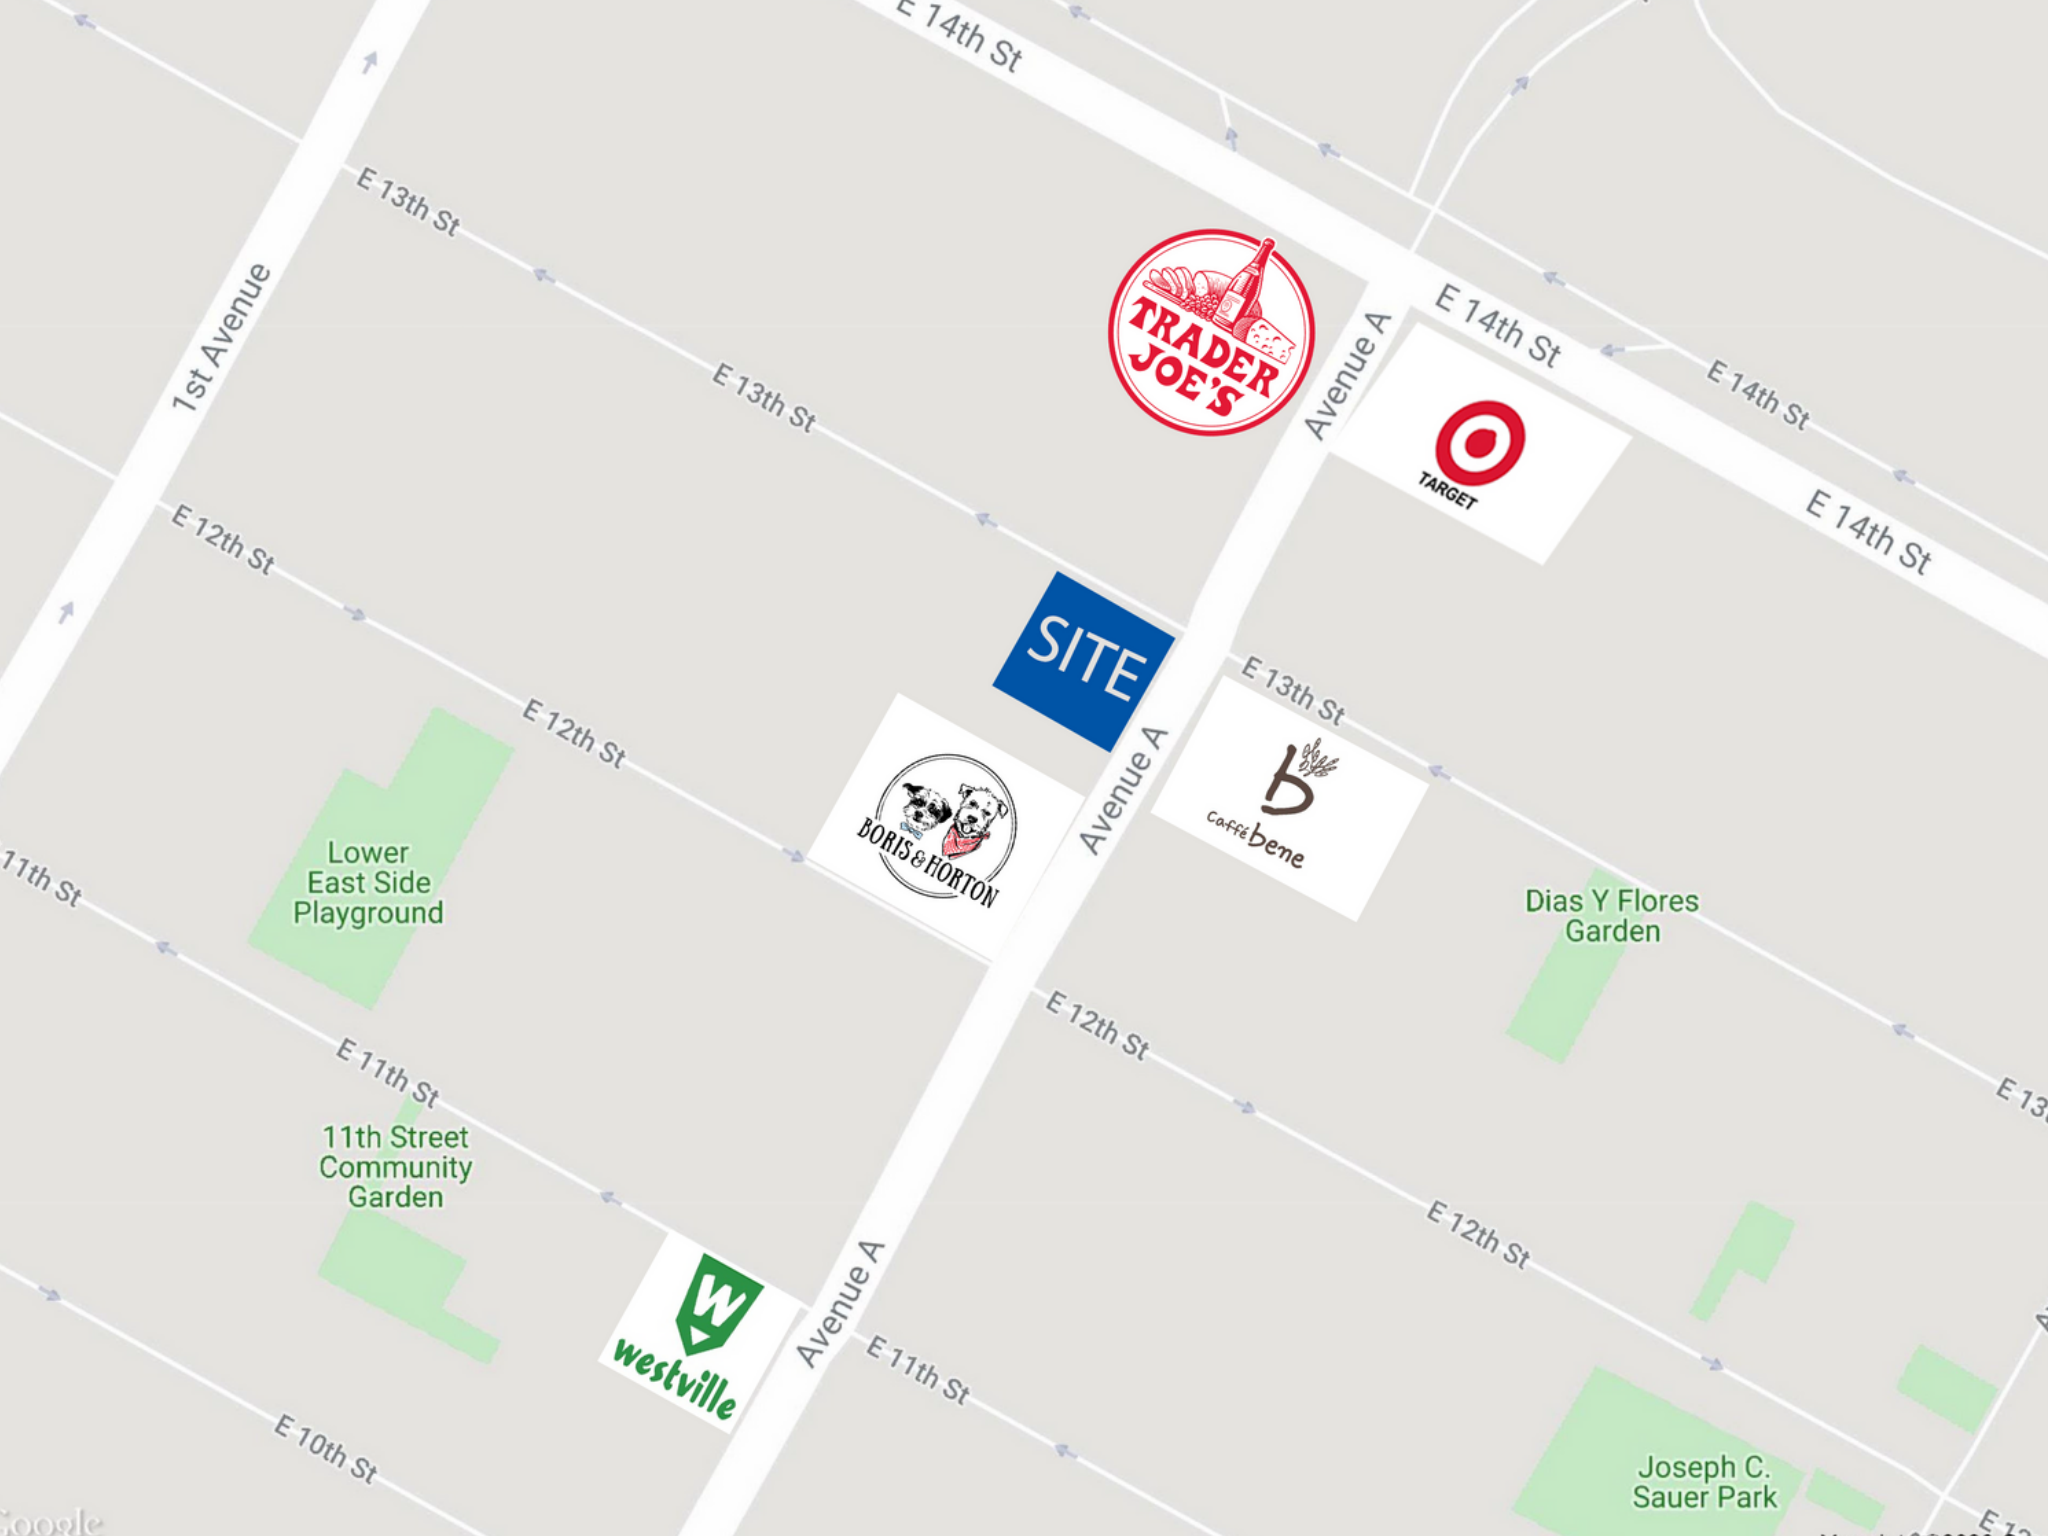 E 14th St
E 13th St
1st Avenue
TRADER
JOE'S
Avenue A
E 14th St
E 14th St
E 13th St
TARGET
E 14th St
E 12th St
SITE
E 13th St
E 12th St
Avenue A
b
caffé bene
BORIS & HORTON
Lower
East Side
Playground
11th St
Dias Y Flores
Garden
E 12th St
E 11th St
11th Street
Community
Garden
E 12th St
W
westville
Avenue A
E 11th St
E 10th St
Joseph C.
Sauer Park
Google